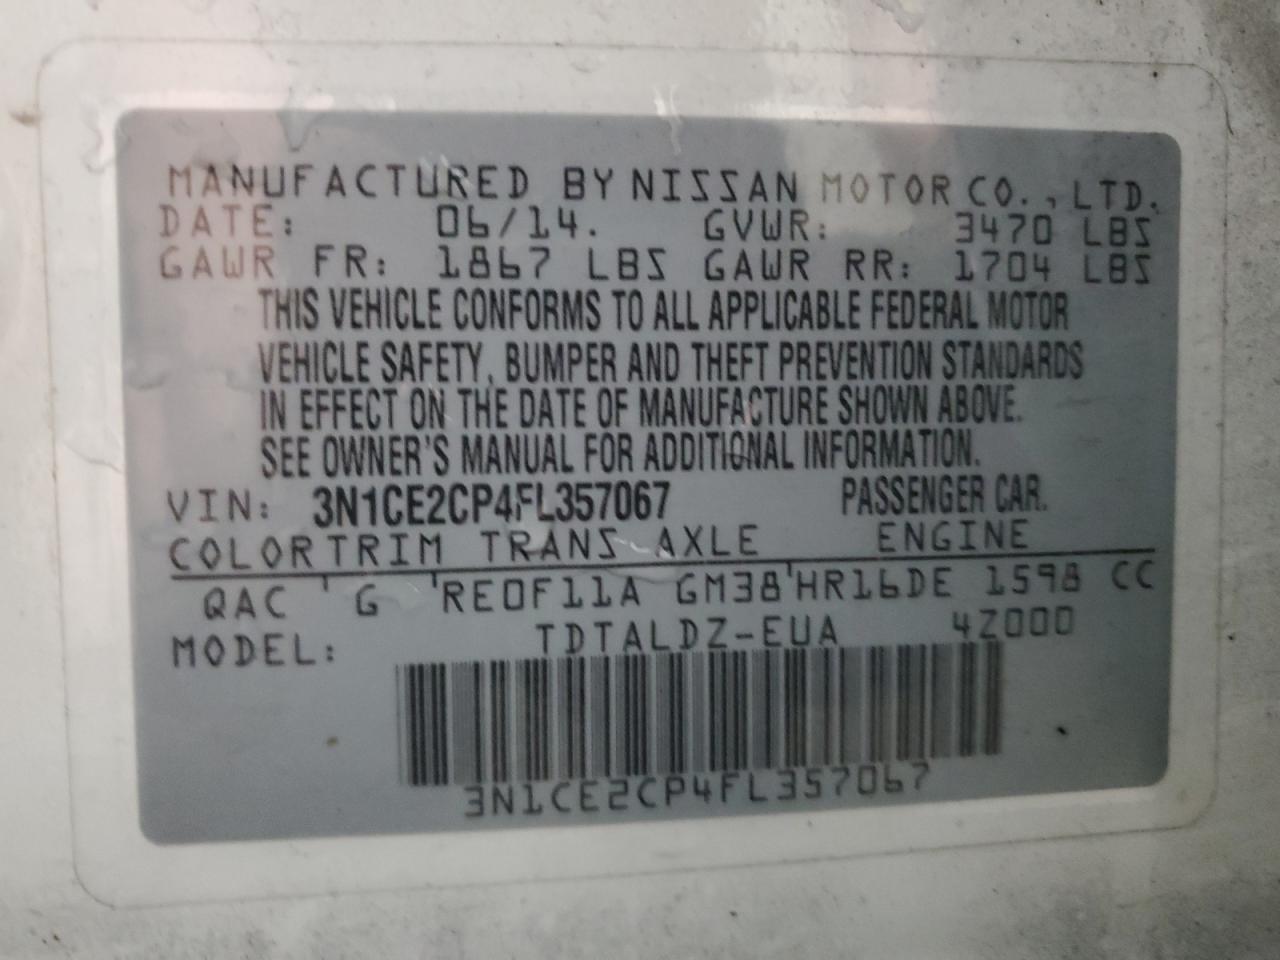 MANUFACTURED BY NISSAN MOTOR CO., LTD.
DATE: 06/14. GVWR: 3470 LBS
GAWR FR: 1867 LBS GAWR RR: 1704 LBS
THIS VEHICLE CONFORMS TO ALL APPLICABLE FEDERAL MOTOR
VEHICLE SAFETY, BUMPER AND THEFT PREVENTION STANDARDS
IN EFFECT ON THE DATE OF MANUFACTURE SHOWN ABOVE.
SEE OWNER'S MANUAL FOR ADDITIONAL INFORMATION.
VIN: 3N1CE2CP4FL357067 PASSENGER CAR.
COLOR TRIM TRANS AXLE ENGINE
QAC ' G ' RE0F11A GM38 ' HR16DE 1598 CC
MODEL: TDTALDZ-EUA 4Z000
3N1CE2CP4FL357067